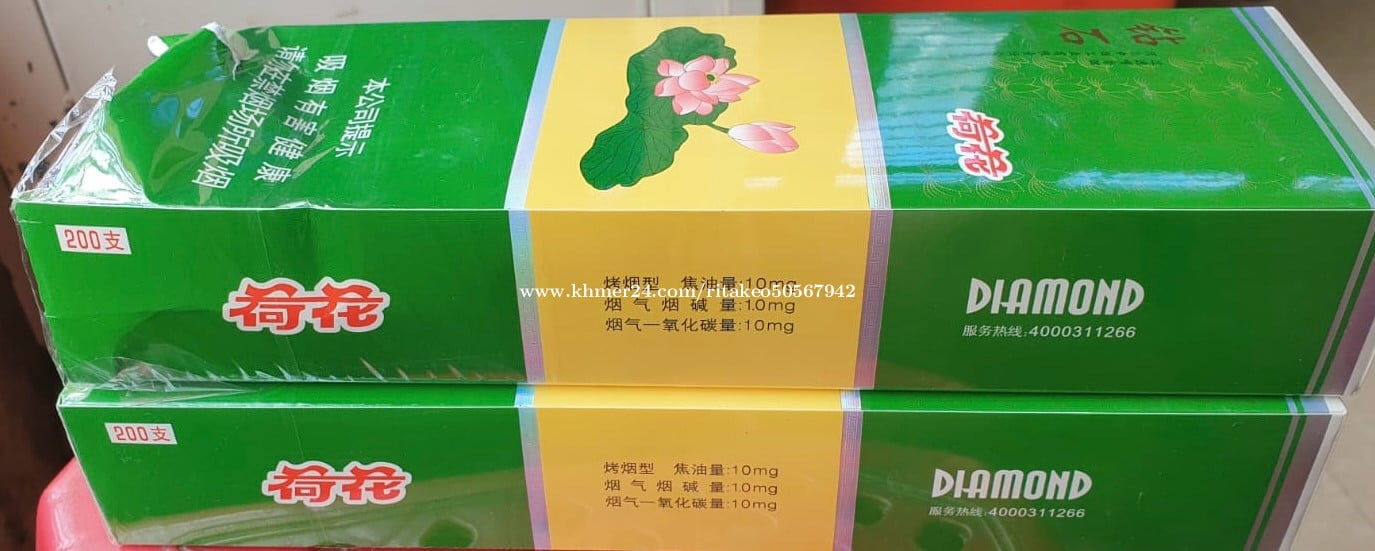 本公司提示
吸烟有害健康
请勿在禁烟场所吸烟
钻石
荷花
200支
荷花
烤烟型 焦油量:10mg
烟气烟碱量:1.0mg
烟气一氧化碳量:10mg
DIAMOND
服务热线:4000311266
www.khmer24.com/ritakeo50567942
200支
荷花
烤烟型 焦油量:10mg
烟气烟碱量:1.0mg
烟气一氧化碳量:10mg
DIAMOND
服务热线:4000311266